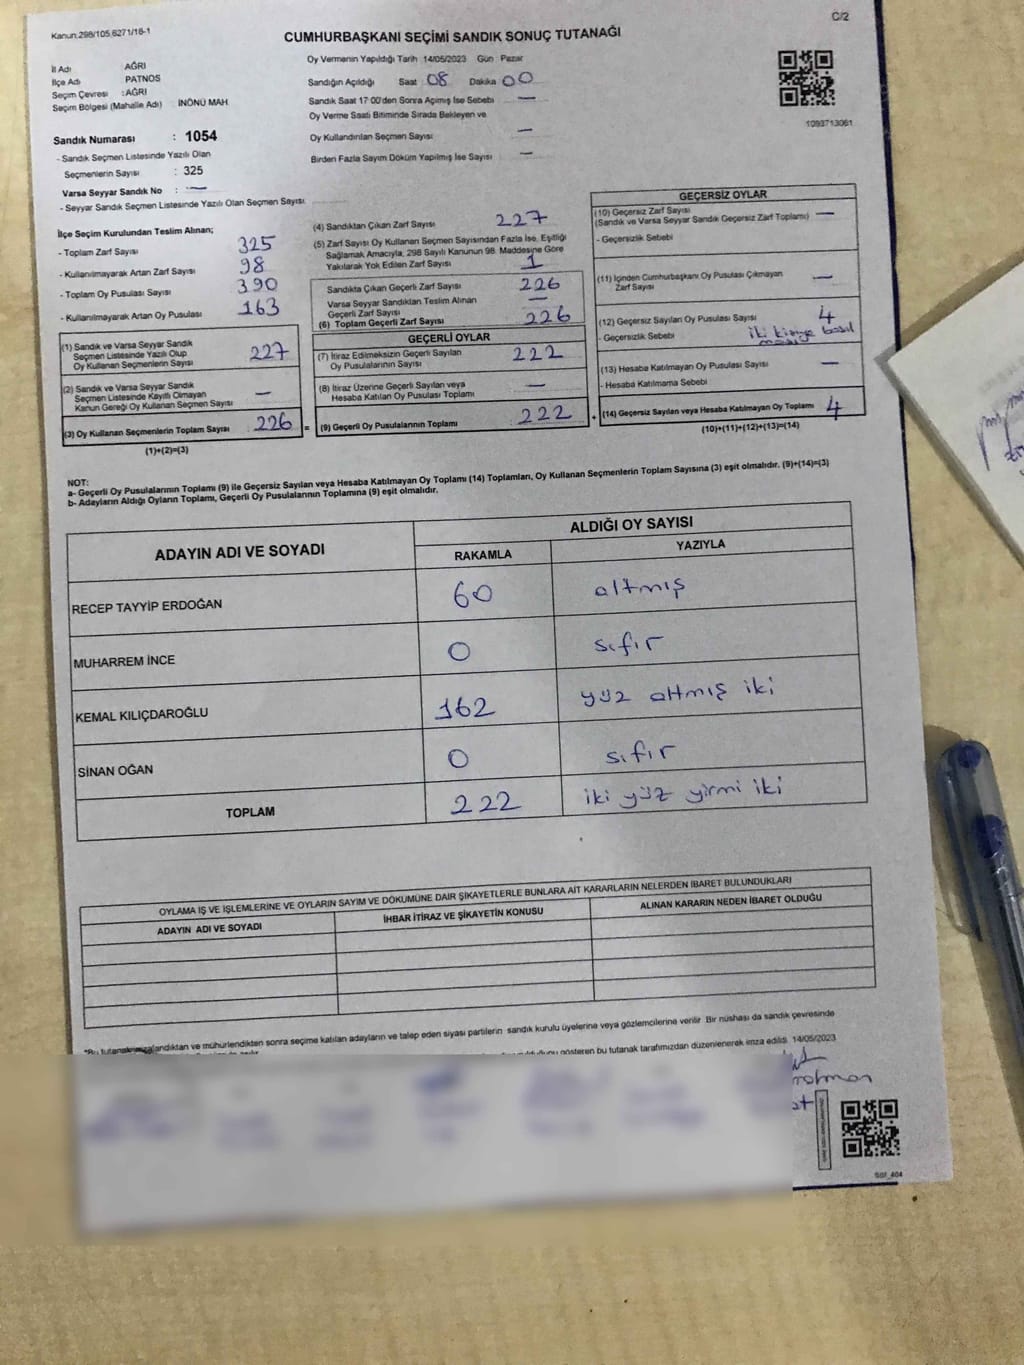 Kanun:298/105,6271/18-1
C/2
CUMHURBAŞKANI SEÇİMİ SANDIK SONUÇ TUTANAĞI
İl Adı AĞRI
İlçe Adı PATNOS
Seçim Çevresi : AĞRI
Seçim Bölgesi (Mahalle Adı) İNÖNÜ MAH
Sandık Numarası : 1054
- Sandık Seçmen Listesinde Yazılı Olan
Seçmenlerin Sayısı : 325
Varsa Seyyar Sandık No : —
- Seyyar Sandık Seçmen Listesinde Yazılı Olan Seçmen Sayısı
Oy Vermenin Yapıldığı Tarih 14/05/2023 Gün Pazar
Sandığın Açıldığı Saat 08 Dakika 00
Sandık Saat 17 00'den Sonra Açımış İse Sebebi —
Oy Verme Saati Bitiminde Sırada Bekleyen ve
Oy Kullandırılan Seçmen Sayısı —
Birden Fazla Sayım Döküm Yapılmış İse Sayısı —
1093713061
İlçe Seçim Kurulundan Teslim Alınan;
- Toplam Zarf Sayısı 325
- Kullanılmayarak Artan Zarf Sayısı 98
- Toplam Oy Pusulası Sayısı 390
- Kullanılmayarak Artan Oy Pusulası 163
(1) Sandık ve Varsa Seyyar Sandık
Seçmen Listesinde Yazılı Olup
Oy Kullanan Seçmenlerin Sayısı 227
(2) Sandık ve Varsa Seyyar Sandık
Seçmen Listesinde Kayıtlı Olmayan
Kanun Gereği Oy Kullanan Seçmen Sayısı —
(3) Oy Kullanan Seçmenlerin Toplam Sayısı 226 =
(1)+(2)=(3)
(4) Sandıktan Çıkan Zarf Sayısı 227
(5) Zarf Sayısı Oy Kullanan Seçmen Sayısından Fazla İse, Eşitliği
Sağlamak Amacıyla, 298 Sayılı Kanunun 98. Maddesine Göre
Yakılarak Yok Edilen Zarf Sayısı 1
Sandıkta Çıkan Geçerli Zarf Sayısı 226
Varsa Seyyar Sandıktan Teslim Alınan
Geçerli Zarf Sayısı —
(6) Toplam Geçerli Zarf Sayısı 226
GEÇERLİ OYLAR
(7) İtiraz Edilmeksizin Geçerli Sayılan
Oy Pusulalarının Sayısı 222
(8) İtiraz Üzerine Geçerli Sayılan veya
Hesaba Katılan Oy Pusulası Toplamı —
(9) Geçerli Oy Pusulalarının Toplamı 222 +
GEÇERSİZ OYLAR
(10) Geçersiz Zarf Sayısı —
(Sandık ve Varsa Seyyar Sandık Geçersiz Zarf Toplamı)
- Geçersizlik Sebebi
(11) İçinden Cumhurbaşkanı Oy Pusulası Çıkmayan
Zarf Sayısı —
(12) Geçersiz Sayılan Oy Pusulası Sayısı 4
- Geçersizlik Sebebi iki kişiye basıl
(13) Hesaba Katılmayan Oy Pusulası Sayısı —
- Hesaba Katılmama Sebebi
(14) Geçersiz Sayılan veya Hesaba Katılmayan Oy Toplamı 4
(10)+(11)+(12)+(13)=(14)
NOT:
a- Geçerli Oy Pusulalarının Toplamı (9) ile Geçersiz Sayılan veya Hesaba Katılmayan Oy Toplamı (14) Toplamları, Oy Kullanan Seçmenlerin Toplam Sayısına (3) eşit olmalıdır. (9)+(14)=(3)
b- Adayların Aldığı Oyların Toplamı, Geçerli Oy Pusulalarının Toplamına (9) eşit olmalıdır.
ADAYIN ADI VE SOYADI
ALDIĞI OY SAYISI
RAKAMLA YAZIYLA
RECEP TAYYİP ERDOĞAN 60 altmış
MUHARREM İNCE 0 sıfır
KEMAL KILIÇDAROĞLU 162 yüz altmış iki
SİNAN OĞAN 0 sıfır
TOPLAM 222 iki yüz yirmi iki
OYLAMA İŞ VE İŞLEMLERİNE VE OYLARIN SAYIM VE DÖKÜMÜNE DAİR ŞİKAYETLERLE BUNLARA AİT KARARLARIN NELERDEN İBARET BULUNDUKLARI
ADAYIN ADI VE SOYADI İHBAR İTİRAZ VE ŞİKAYETİN KONUSU ALINAN KARARIN NEDEN İBARET OLDUĞU
*Bu tutanak imzalandıktan ve mühürlendikten sonra seçime katılan adayların ve talep eden siyasi partilerin sandık kurulu üyelerine veya gözlemcilerine verilir. Bir nüshası da sandık çevresinde
gösteren bu tutanak tarafımızdan düzenlenerek imza edildi. 14/05/2023